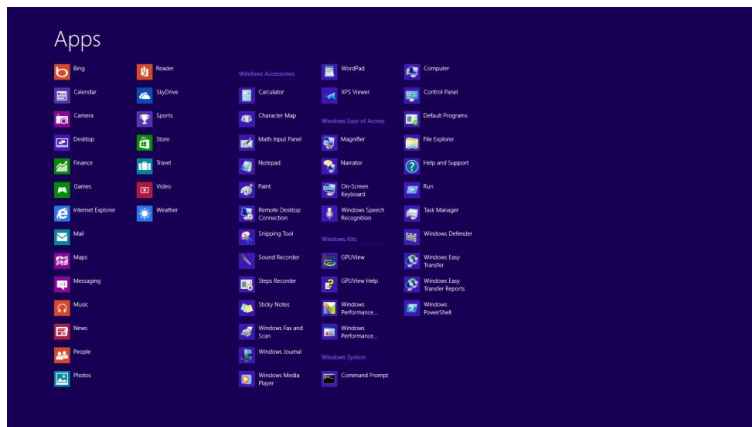 Apps
Bing
Calendar
Camera
Desktop
Finance
Games
Internet Explorer
Mail
Maps
Messaging
Music
News
People
Photos
Reader
SkyDrive
Sports
Store
Travel
Video
Weather
Windows Accessories
Calculator
Character Map
Math Input Panel
Notepad
Paint
Remote Desktop
Connection
Snipping Tool
Sound Recorder
Steps Recorder
Sticky Notes
Windows Fax and
Scan
Windows Journal
Windows Media
Player
WordPad
XPS Viewer
Windows Ease of Access
Magnifier
Narrator
On-Screen
Keyboard
Windows Speech
Recognition
Windows Kits
GPUView
GPUView Help
Windows
Performance...
Windows
Performance...
Windows System
Command Prompt
Computer
Control Panel
Default Programs
File Explorer
Help and Support
Run
Task Manager
Windows Defender
Windows Easy
Transfer
Windows Easy
Transfer Reports
Windows
PowerShell